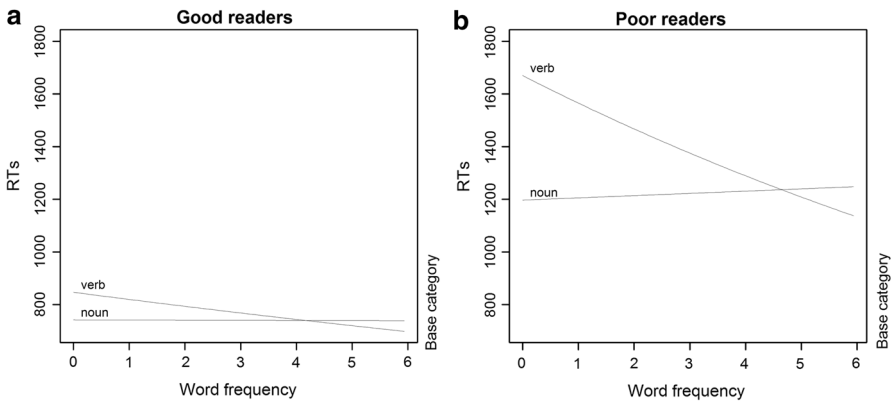 a
Good readers
RTs
1800
1600
1400
1200
1000
800
verb
noun
0 1 2 3 4 5 6
Word frequency
Base category
b
Poor readers
RTs
1800
1600
1400
1200
1000
800
verb
noun
0 1 2 3 4 5 6
Word frequency
Base category